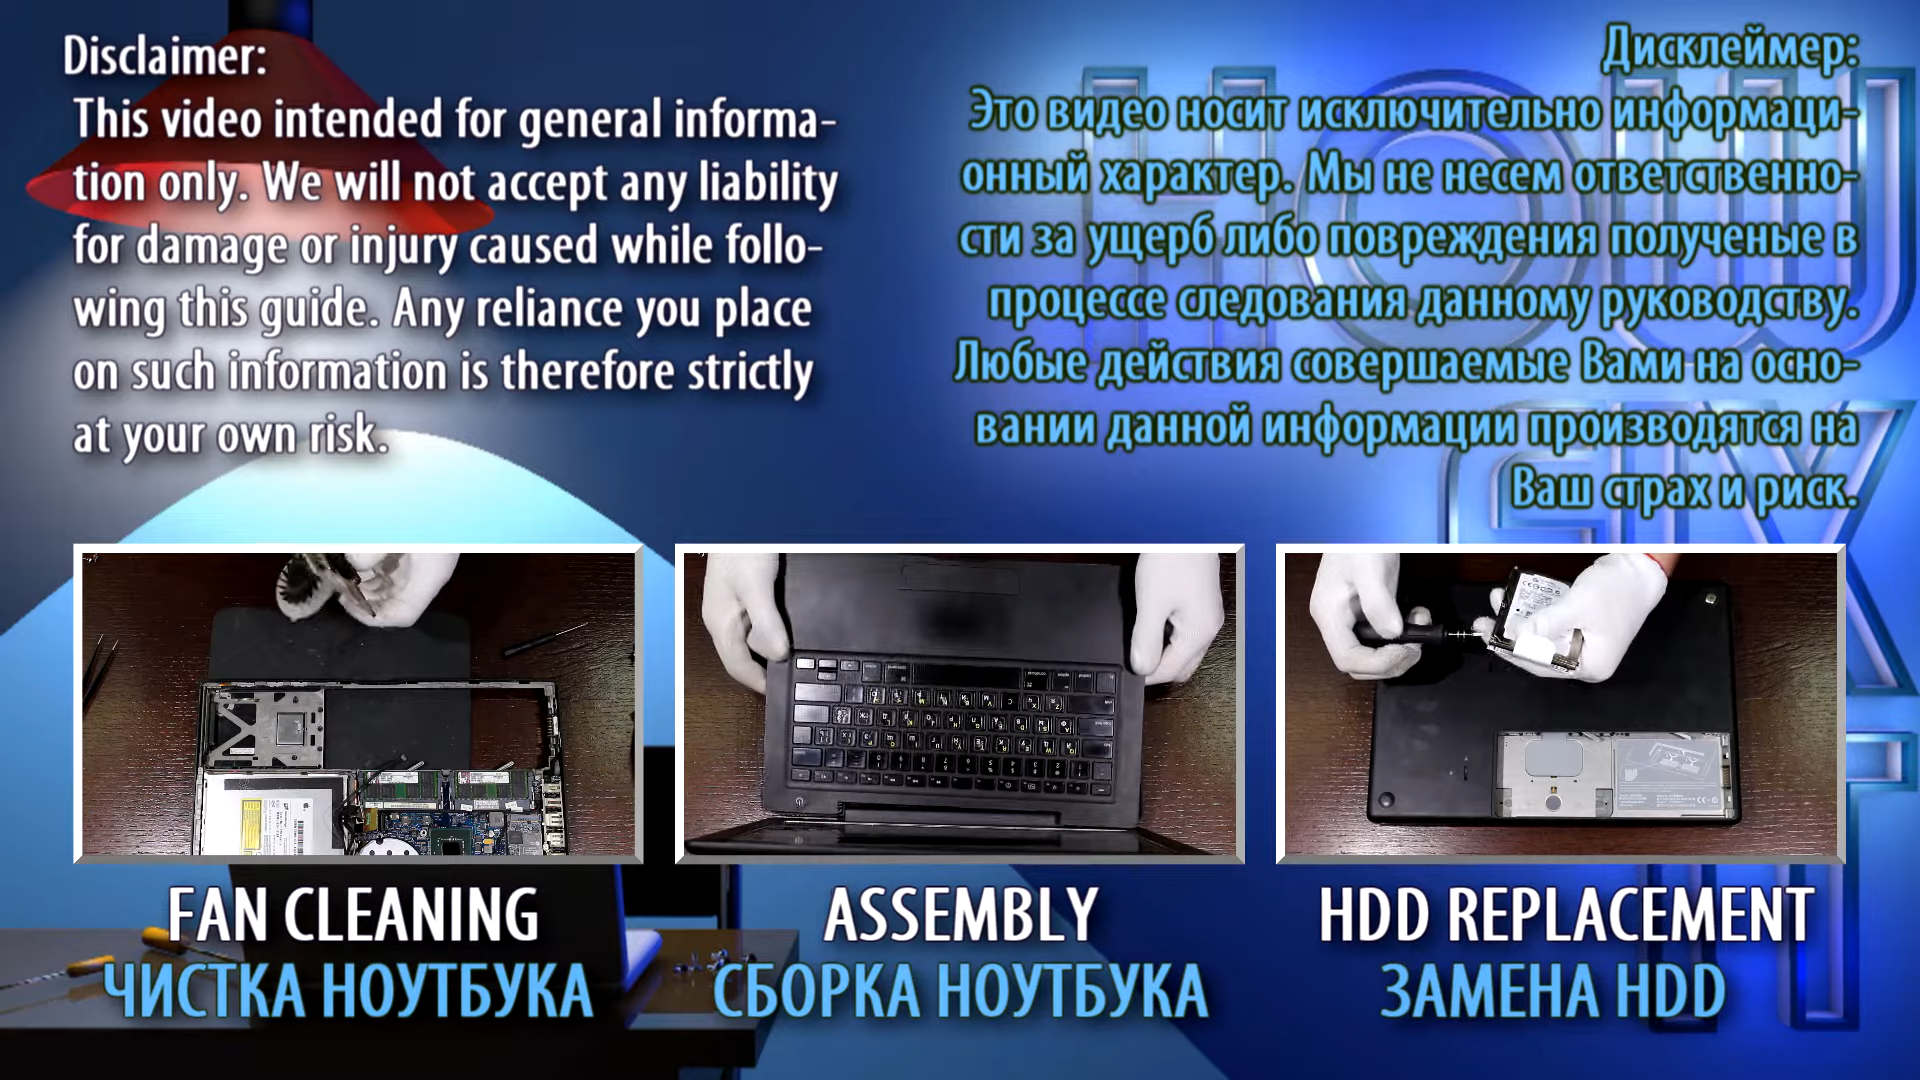 Disclaimer:
This video intended for general informa-
tion only. We will not accept any liability
for damage or injury caused while follo-
wing this guide. Any reliance you place
on such information is therefore strictly
at your own risk.
Дисклеймер:
Это видео носит исключительно информаци-
онный характер. Мы не несем ответственно-
сти за ущерб либо повреждения полученые в
процессе следования данному руководству.
Любые действия совершаемые Вами на осно-
вании данной информации производятся на
Ваш страх и риск.
HOW
FIX
IT
FAN CLEANING
ЧИСТКА НОУТБУКА
ASSEMBLY
СБОРКА НОУТБУКА
HDD REPLACEMENT
ЗАМЕНА HDD